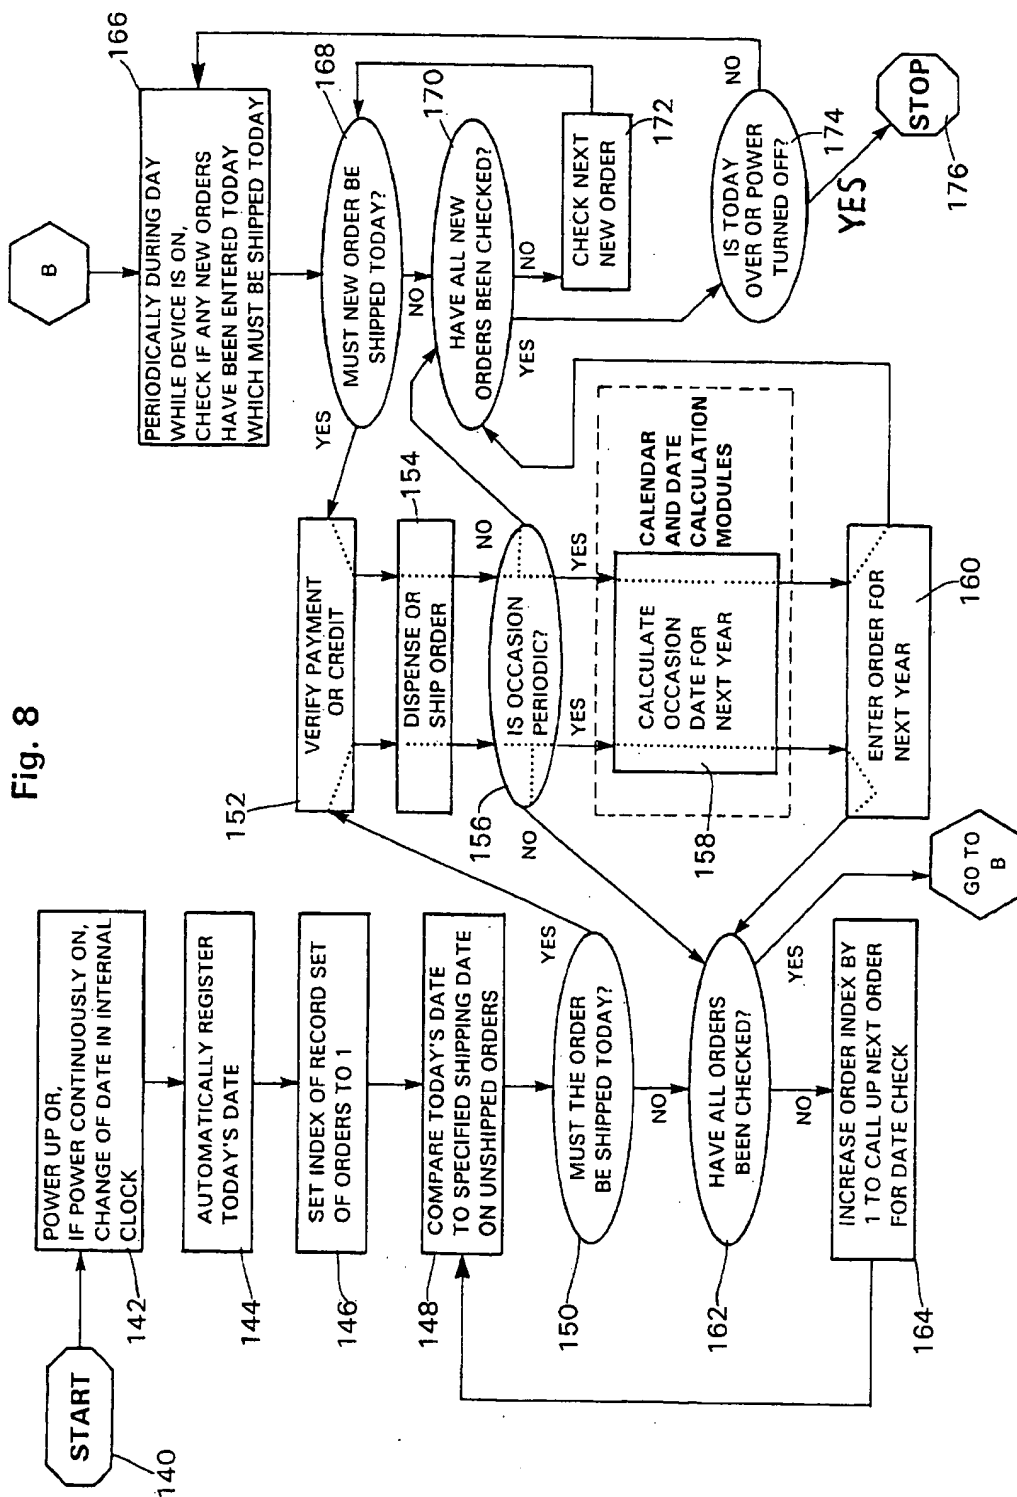 Fig. 8
START
140
POWER UP OR,
IF POWER CONTINUOUSLY ON,
CHANGE OF DATE IN INTERNAL
CLOCK
142
AUTOMATICALLY REGISTER
TODAY'S DATE
144
SET INDEX OF RECORD SET
OF ORDERS TO 1
146
COMPARE TODAY'S DATE
TO SPECIFIED SHIPPING DATE
ON UNSHIPPED ORDERS
148
MUST THE ORDER
BE SHIPPED TODAY?
150
YES
NO
HAVE ALL ORDERS
BEEN CHECKED?
162
YES
NO
INCREASE ORDER INDEX BY
1 TO CALL UP NEXT ORDER
FOR DATE CHECK
164
GO TO
B
VERIFY PAYMENT
OR CREDIT
152
DISPENSE OR
SHIP ORDER
154
IS OCCASION
PERIODIC?
156
NO
NO
YES
YES
CALCULATE
OCCASION
DATE FOR
NEXT YEAR
158
CALENDAR
AND DATE
CALCULATION
MODULES
ENTER ORDER FOR
NEXT YEAR
160
B
PERIODICALLY DURING DAY
WHILE DEVICE IS ON,
CHECK IF ANY NEW ORDERS
HAVE BEEN ENTERED TODAY
WHICH MUST BE SHIPPED TODAY
166
MUST NEW ORDER BE
SHIPPED TODAY?
168
YES
NO
HAVE ALL NEW
ORDERS BEEN CHECKED?
170
YES
NO
CHECK NEXT
NEW ORDER
172
IS TODAY
OVER OR POWER
TURNED OFF?
174
NO
YES
STOP
176